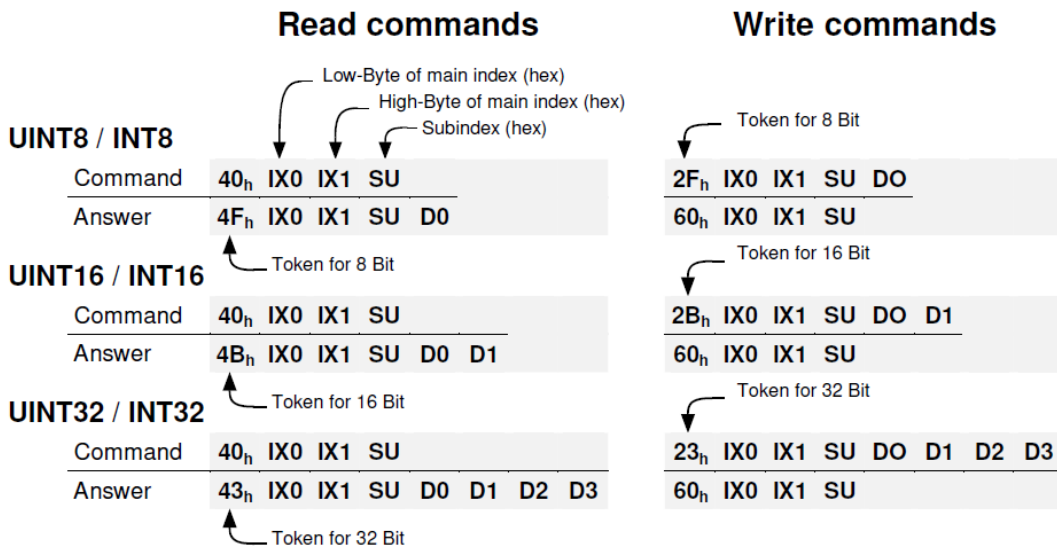 Read commands
Write commands
Low-Byte of main index (hex)
High-Byte of main index (hex)
Subindex (hex)
Token for 8 Bit
UINT8 / INT8
Command 40h IX0 IX1 SU
2Fh IX0 IX1 SU DO
Answer 4Fh IX0 IX1 SU D0
60h IX0 IX1 SU
Token for 8 Bit
Token for 16 Bit
UINT16 / INT16
Command 40h IX0 IX1 SU
2Bh IX0 IX1 SU DO D1
Answer 4Bh IX0 IX1 SU D0 D1
60h IX0 IX1 SU
Token for 16 Bit
Token for 32 Bit
UINT32 / INT32
Command 40h IX0 IX1 SU
23h IX0 IX1 SU DO D1 D2 D3
Answer 43h IX0 IX1 SU D0 D1 D2 D3
60h IX0 IX1 SU
Token for 32 Bit